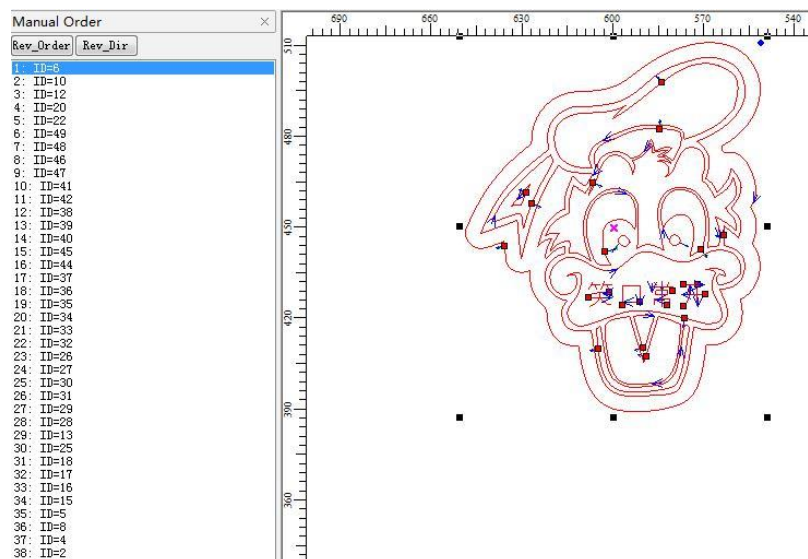 Manual Order
Rev_Order Rev_Dir
1: ID=6
2: ID=10
3: ID=12
4: ID=20
5: ID=22
6: ID=49
7: ID=48
8: ID=46
9: ID=47
10: ID=41
11: ID=42
12: ID=38
13: ID=39
14: ID=40
15: ID=45
16: ID=44
17: ID=37
18: ID=36
19: ID=35
20: ID=34
21: ID=33
22: ID=32
23: ID=26
24: ID=27
25: ID=30
26: ID=31
27: ID=29
28: ID=28
29: ID=13
30: ID=25
31: ID=18
32: ID=17
33: ID=16
34: ID=15
35: ID=5
36: ID=8
37: ID=4
38: ID=2
690 660 630 600 570 540
510
480
450
420
390
360
笑口常